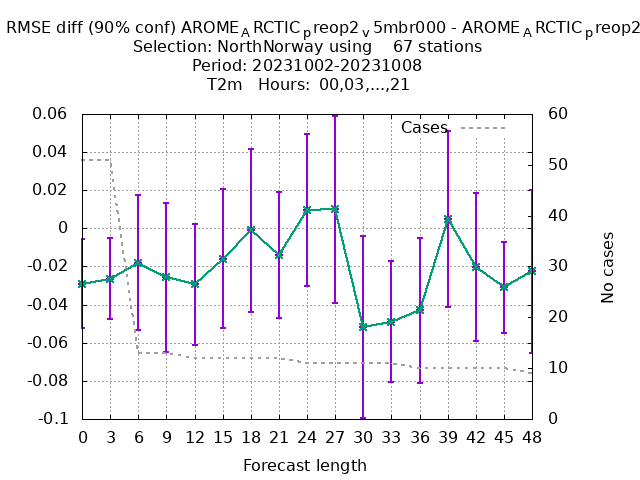 RMSE diff (90% conf) AROME_ARCTIC_preop2_v5mbr000 - AROME_ARCTIC_preop2
Selection: NorthNorway using 67 stations
Period: 20231002-20231008
T2m Hours: 00,03,...,21
Cases
0.06
0.04
0.02
0
-0.02
-0.04
-0.06
-0.08
-0.1
60
50
40
30
20
10
0
No cases
0 3 6 9 12 15 18 21 24 27 30 33 36 39 42 45 48
Forecast length